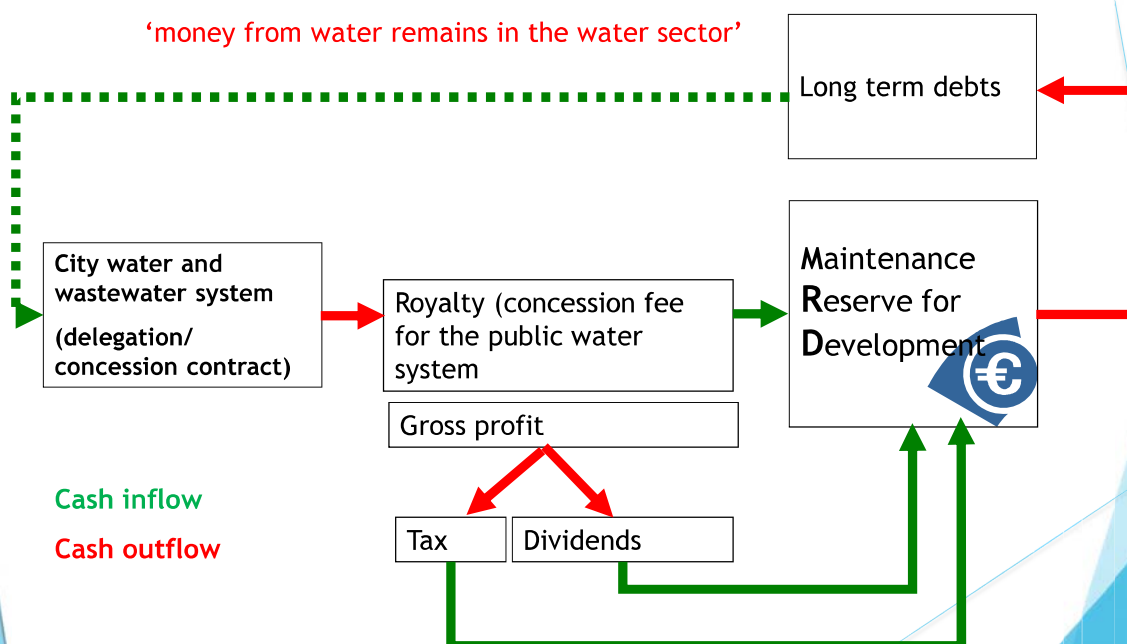 ‘money from water remains in the water sector’
Long term debts
City water and
wastewater system
(delegation/
concession contract)
Royalty (concession fee
for the public water
system
Maintenance
Reserve for
Development
€
Gross profit
Cash inflow
Cash outflow
Tax
Dividends